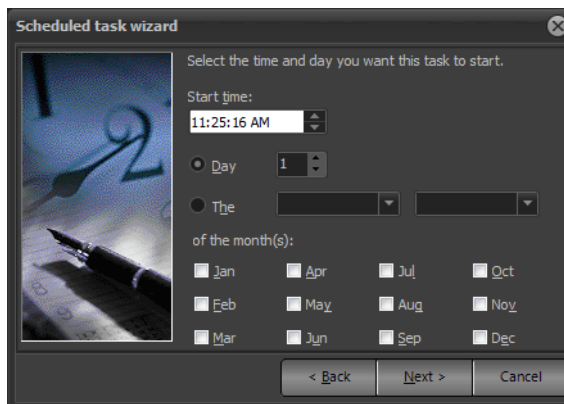 Scheduled task wizard
Select the time and day you want this task to start.
Start time:
11:25:16 AM
Day 1
The
of the month(s):
Jan Apr Jul Oct
Feb May Aug Nov
Mar Jun Sep Dec
< Back Next > Cancel